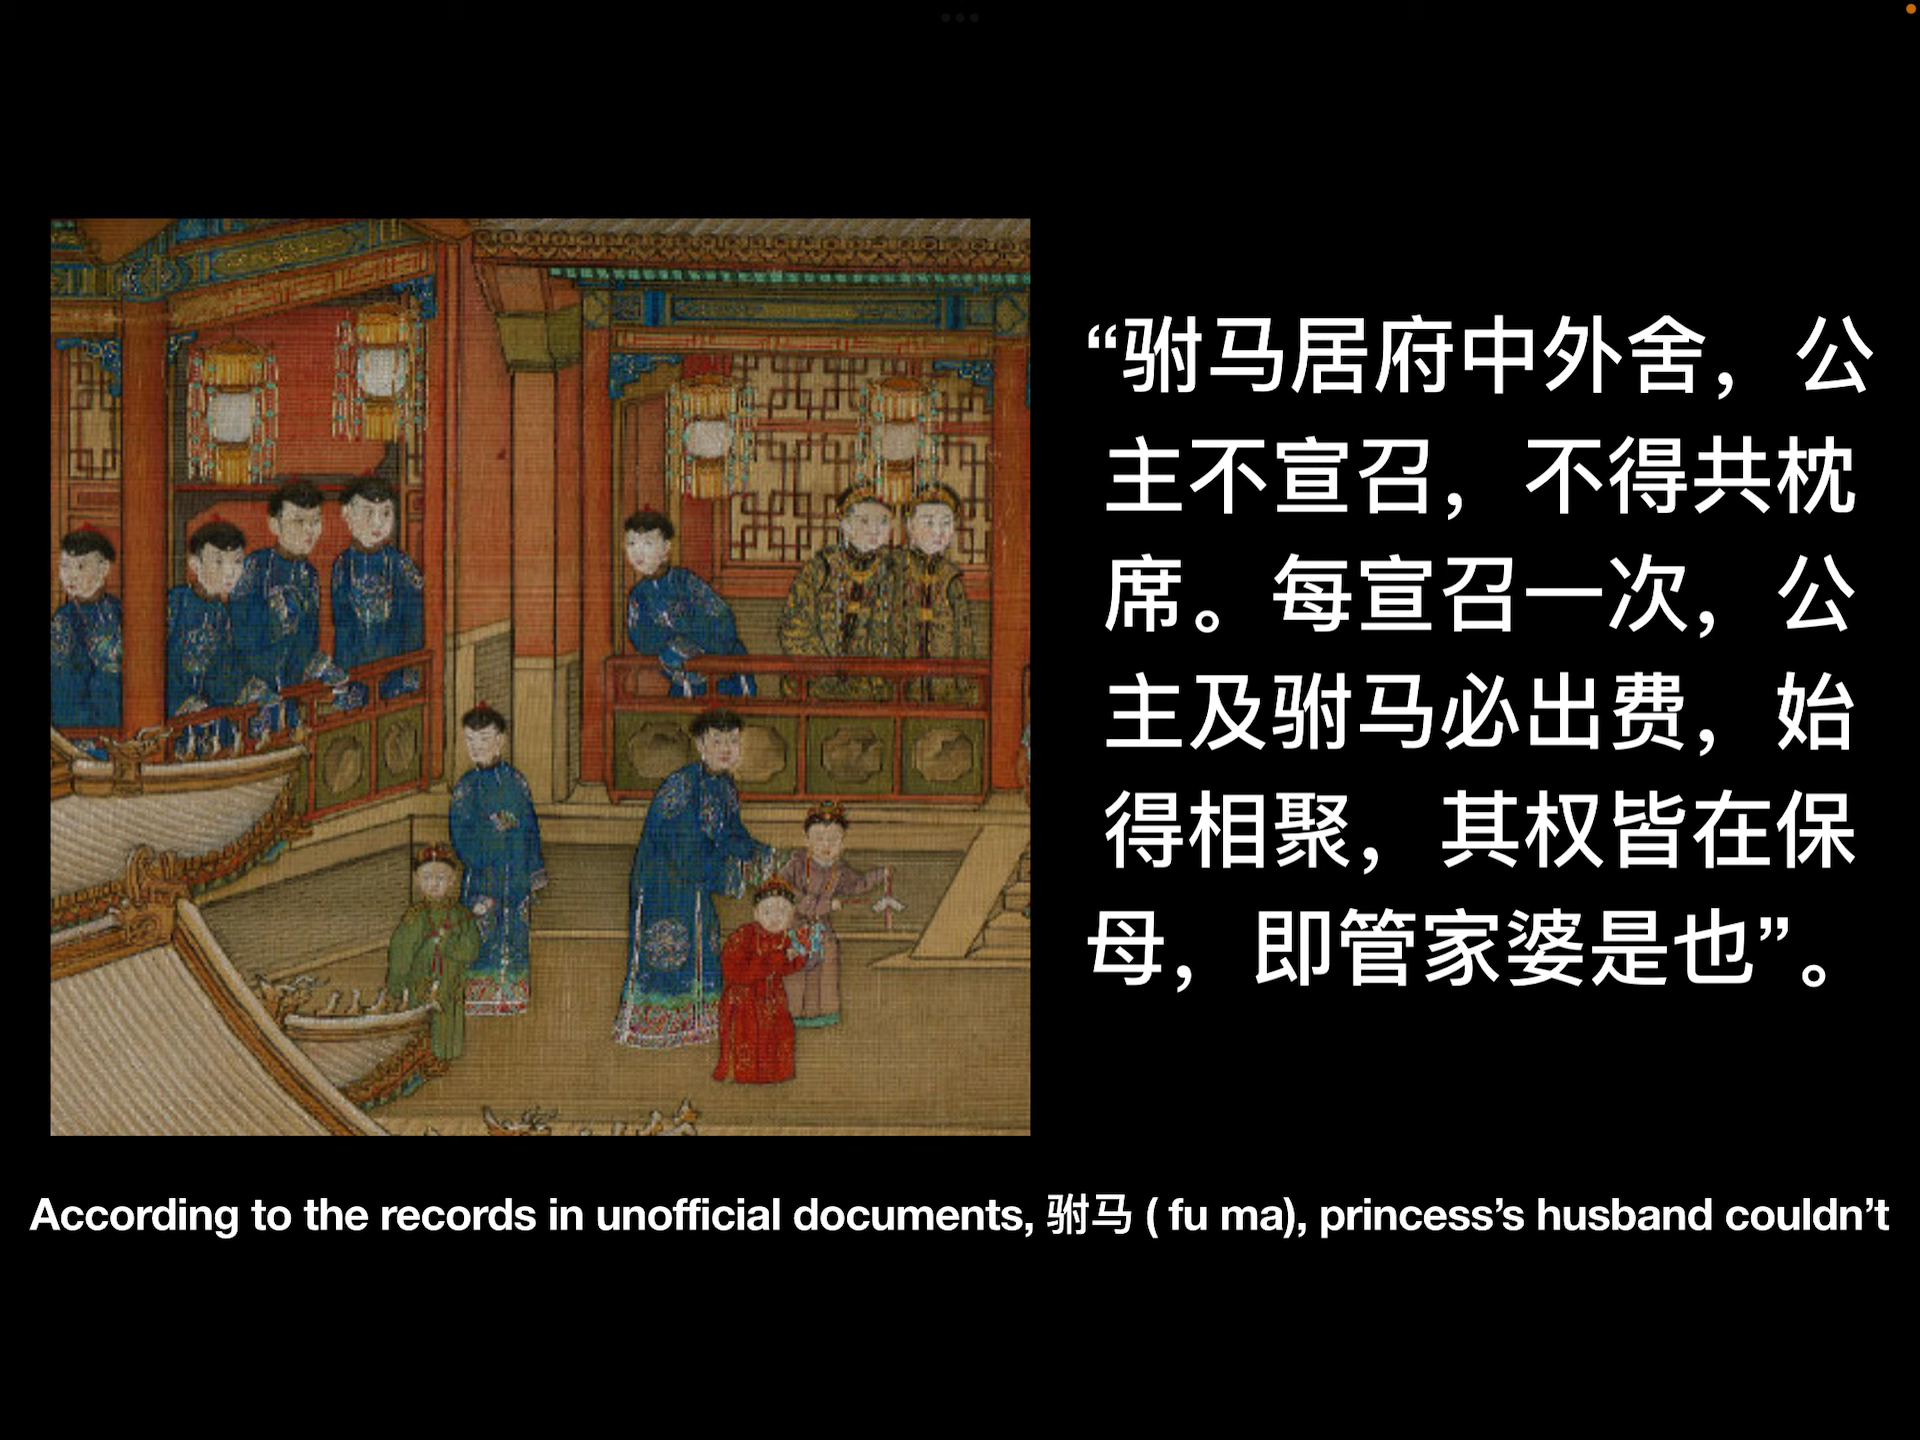 “驸马居府中外舍，公
主不宣召，不得共枕
席。每宣召一次，公
主及驸马必出费，始
得相聚，其权皆在保
母，即管家婆是也”。
According to the records in unofficial documents, 驸马 ( fu ma), princess’s husband couldn’t